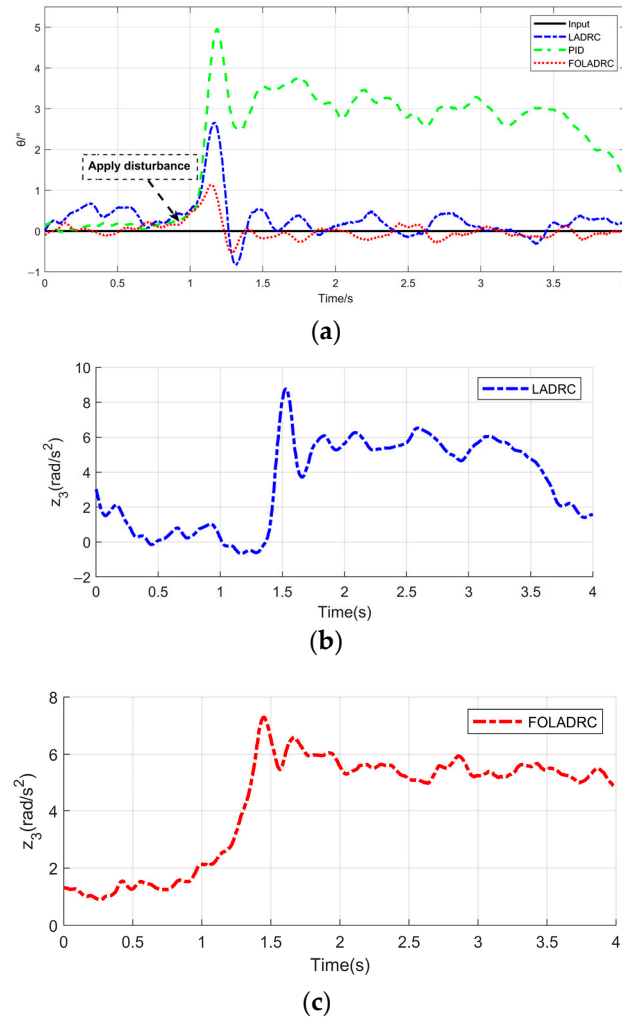 5
4
3
2
1
0
−1
θ/°
Apply disturbance
Input
LADRC
PID
FOLADRC
0 0.5 1 1.5 2 2.5 3 3.5
Time/s
(a)
10
8
6
4
2
0
−2
z3(rad/s2)
LADRC
0 0.5 1 1.5 2 2.5 3 3.5 4
Time(s)
(b)
8
6
4
2
0
z3(rad/s2)
FOLADRC
0 0.5 1 1.5 2 2.5 3 3.5 4
Time(s)
(c)